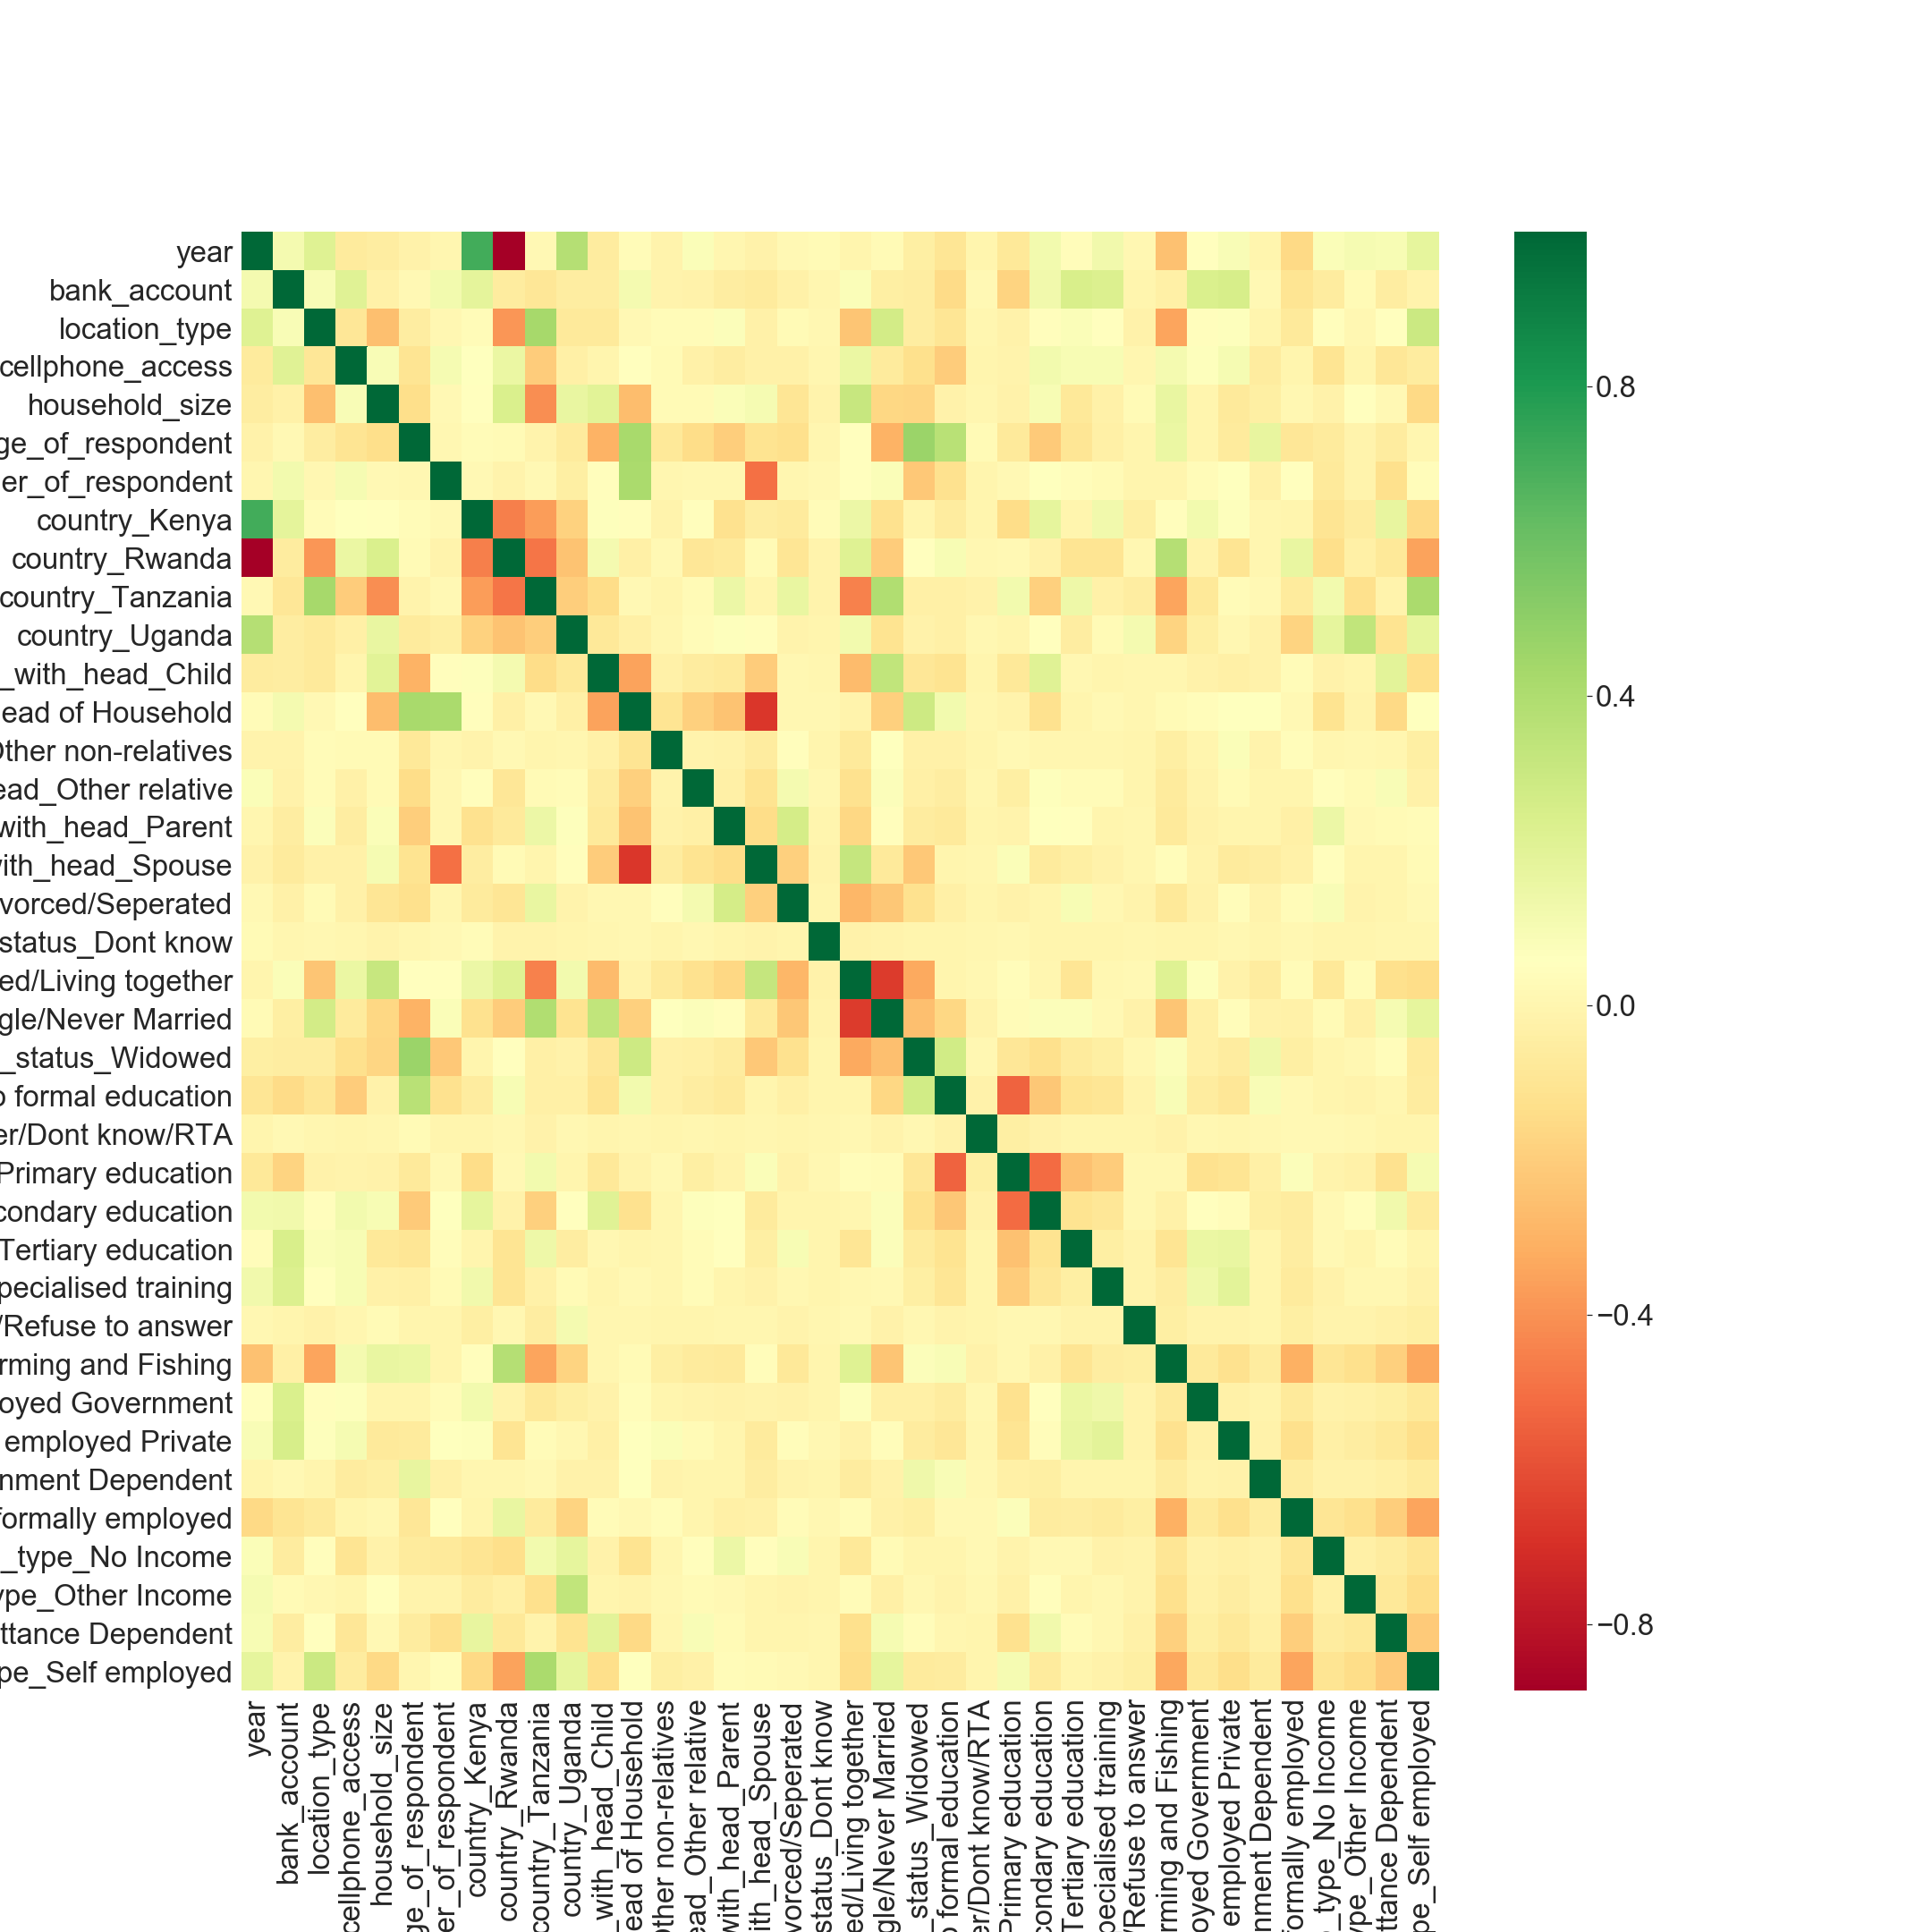 year
bank_account
location_type
cellphone_access
household_size
ge_of_respondent
er_of_respondent
country_Kenya
country_Rwanda
country_Tanzania
country_Uganda
_with_head_Child
ead of Household
Other non-relatives
ead_Other relative
with_head_Parent
ith_head_Spouse
vorced/Seperated
status_Dont know
ed/Living together
gle/Never Married
_status_Widowed
o formal education
er/Dont know/RTA
Primary education
condary education
Tertiary education
pecialised training
/Refuse to answer
rming and Fishing
oyed Government
employed Private
nment Dependent
formally employed
_type_No Income
ype_Other Income
ttance Dependent
pe_Self employed
0.8
0.4
0.0
−0.4
−0.8
year
bank_account
location_type
cellphone_access
household_size
ge_of_respondent
er_of_respondent
country_Kenya
country_Rwanda
country_Tanzania
country_Uganda
_with_head_Child
ead of Household
Other non-relatives
ead_Other relative
with_head_Parent
ith_head_Spouse
vorced/Seperated
status_Dont know
ed/Living together
gle/Never Married
_status_Widowed
o formal education
er/Dont know/RTA
Primary education
condary education
Tertiary education
pecialised training
/Refuse to answer
rming and Fishing
oyed Government
employed Private
nment Dependent
formally employed
_type_No Income
ype_Other Income
ttance Dependent
pe_Self employed